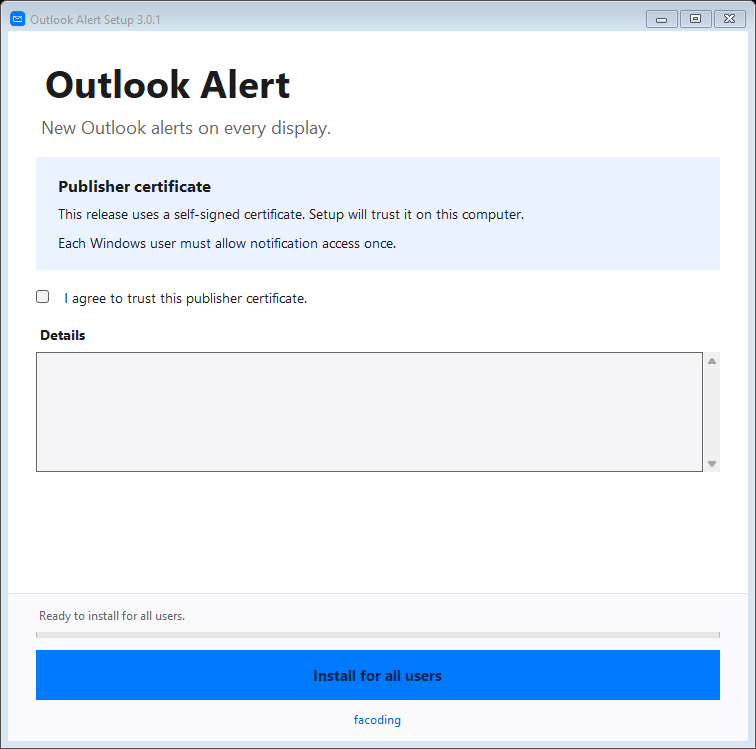 Outlook Alert Setup 3.0.1
Outlook Alert
New Outlook alerts on every display.
Publisher certificate
This release uses a self-signed certificate. Setup will trust it on this computer.
Each Windows user must allow notification access once.
I agree to trust this publisher certificate.
Details
Ready to install for all users.
Install for all users
facoding